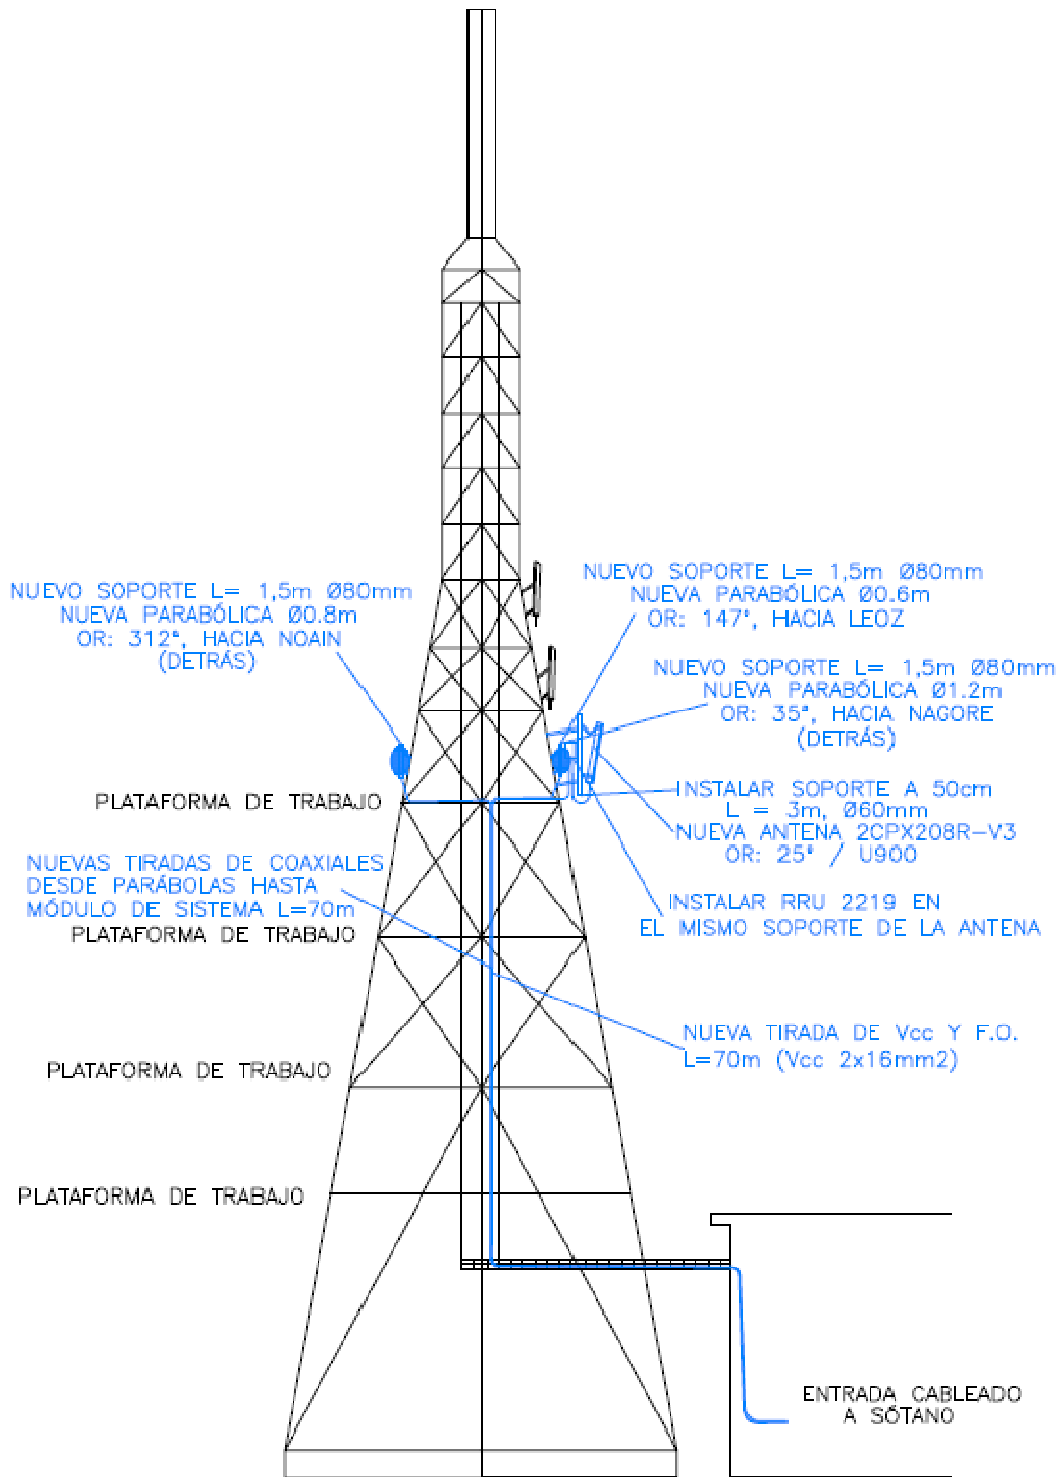 NUEVO SOPORTE L= 1,5m Ø80mm
NUEVA PARABÓLICA Ø0.8m
OR: 312º, HACIA NOAIN
(DETRÁS)
NUEVO SOPORTE L= 1,5m Ø80mm
NUEVA PARABÓLICA Ø0.6m
OR: 147º, HACIA LEOZ
NUEVO SOPORTE L= 1,5m Ø80mm
NUEVA PARABÓLICA Ø1.2m
OR: 35º, HACIA NAGORE
(DETRÁS)
PLATAFORMA DE TRABAJO
INSTALAR SOPORTE A 50cm
L = 3m, Ø60mm
NUEVA ANTENA 2CPX208R-V3
OR: 25º / U900
NUEVAS TIRADAS DE COAXIALES
DESDE PARÁBOLAS HASTA
MÓDULO DE SISTEMA L=70m
INSTALAR RRU 2219 EN
EL MISMO SOPORTE DE LA ANTENA
PLATAFORMA DE TRABAJO
NUEVA TIRADA DE Vcc Y F.O.
L=70m (Vcc 2x16mm2)
PLATAFORMA DE TRABAJO
PLATAFORMA DE TRABAJO
ENTRADA CABLEADO
A SÓTANO